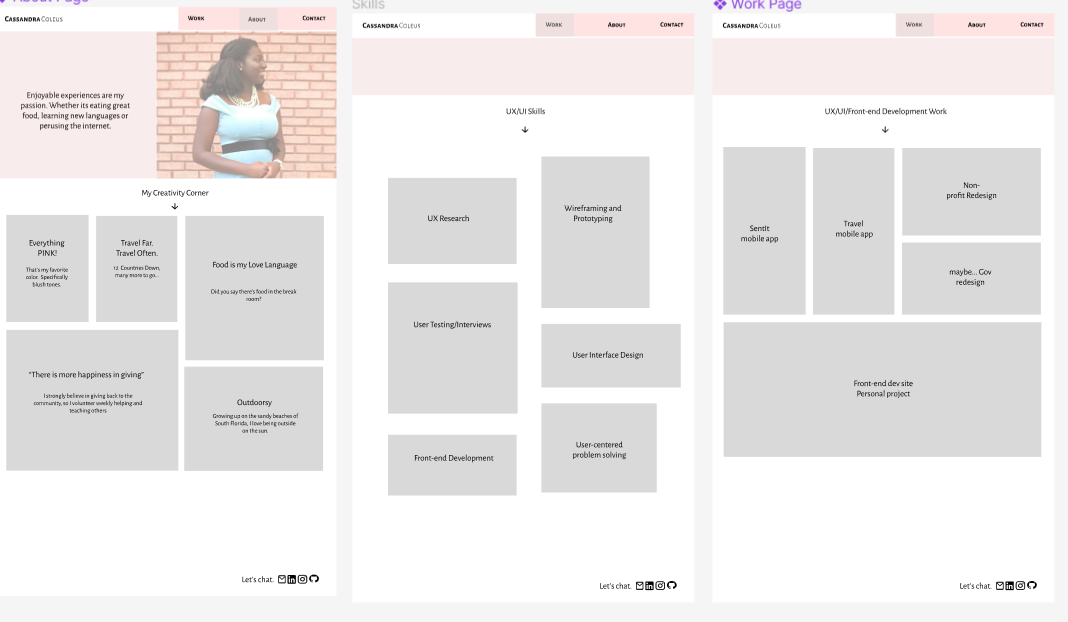 About Page
CASSANDRA COLEUS
WORK
ABOUT
CONTACT
Enjoyable experiences are my
passion. Whether its eating great
food, learning new languages or
perusing the internet.
My Creativity Corner
Everything
PINK!
That's my favorite
color. Specifically
blush tones.
Travel Far.
Travel Often.
12 Countries Down,
many more to go...
Food is my Love Language
Did you say there's food in the break
room?
"There is more happiness in giving"
I strongly believe in giving back to the
community, so I volunteer weekly helping and
teaching others
Outdoorsy
Growing up on the sandy beaches of
South Florida, I love being outside
on the sun.
Let's chat.
Skills
CASSANDRA COLEUS
WORK
ABOUT
CONTACT
UX/UI Skills
UX Research
Wireframing and
Prototyping
User Testing/Interviews
User Interface Design
User-centered
problem solving
Front-end Development
Let's chat.
Work Page
CASSANDRA COLEUS
WORK
ABOUT
CONTACT
UX/UI/Front-end Development Work
SentIt
mobile app
Travel
mobile app
Non-
profit Redesign
maybe... Gov
redesign
Front-end dev site
Personal project
Let's chat.